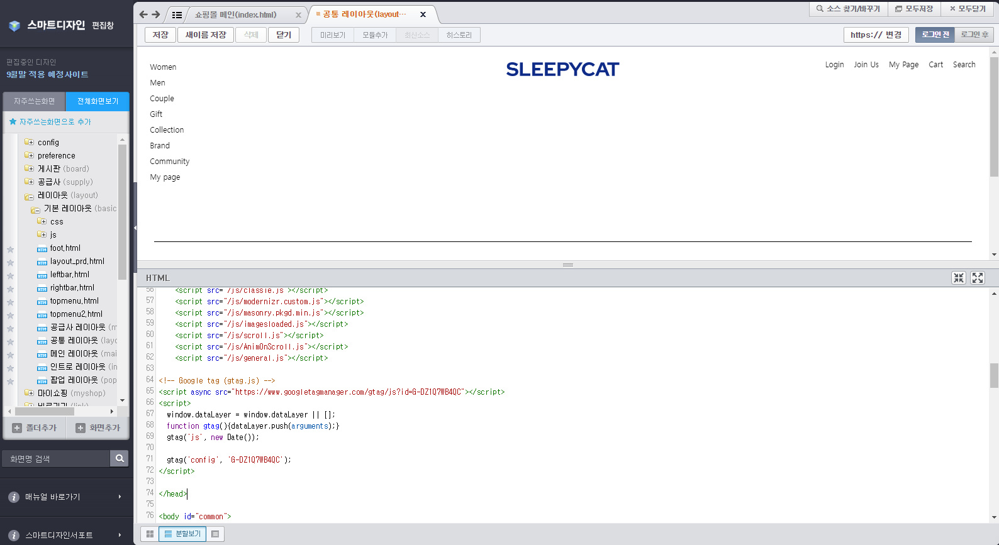 스마트디자인 편집창
편집중인 디자인
9월말 적용 예정사이트
자주쓰는화면 전체화면보기
자주쓰는화면으로 추가
config
preference
게시판 (board)
공급사 (supply)
레이아웃 (layout)
기본 레이아웃 (basic
css
js
foot.html
layout_prd.html
leftbar.html
rightbar.html
topmenu.html
topmenu2.html
공급사 레이아웃 (m
공통 레이아웃 (layo
메인 레이아웃 (mai
인트로 레이아웃 (in
팝업 레이아웃 (pop
마이쇼핑 (myshop)
바로가기 (link)
폴더추가 화면추가
화면명 검색
매뉴얼 바로가기
스마트디자인서포트
쇼핑몰 메인(index.html) x
※ 공통 레이아웃(layout··· x
소스 찾기/바꾸기 모두저장 × 모두닫기
저장 새이름 저장 삭제 닫기 미리보기 모듈추가 최신소스 히스토리 https:// 변경 로그인 전 로그인 후
Women
Men
Couple
Gift
Collection
Brand
Community
My page
SLEEPYCAT
Login Join Us My Page Cart Search
HTML
56 <script src="/js/classie.js"></script>
57 <script src="/js/modernizr.custom.js"></script>
58 <script src="/js/masonry.pkgd.min.js"></script>
59 <script src="/js/imagesloaded.js"></script>
60 <script src="/js/scroll.js"></script>
61 <script src="/js/AnimOnScroll.js"></script>
62 <script src="/js/general.js"></script>
63
64 <!-- Google tag (gtag.js) -->
65 <script async src="https://www.googletagmanager.com/gtag/js?id=G-DZ1Q7WB4QC"></script>
66 <script>
67 window.dataLayer = window.dataLayer || [];
68 function gtag(){dataLayer.push(arguments);}
69 gtag('js', new Date());
70
71 gtag('config', 'G-DZ1Q7WB4QC');
72 </script>
73
74 </head>
75
76 <body id="common">
분할보기